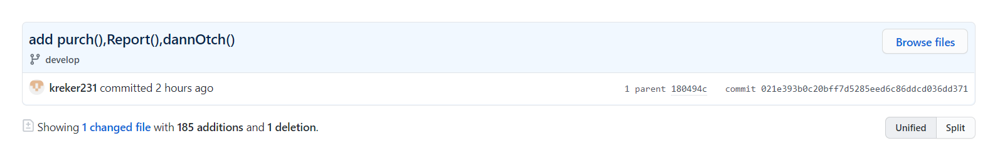 add purch(),Report(),dannOtch()
Browse files
develop
kreker231 committed 2 hours ago
1 parent 180494c commit 021e393b0c20bff7d5285eed6c86ddcd036dd371
Showing 1 changed file with 185 additions and 1 deletion.
Unified Split